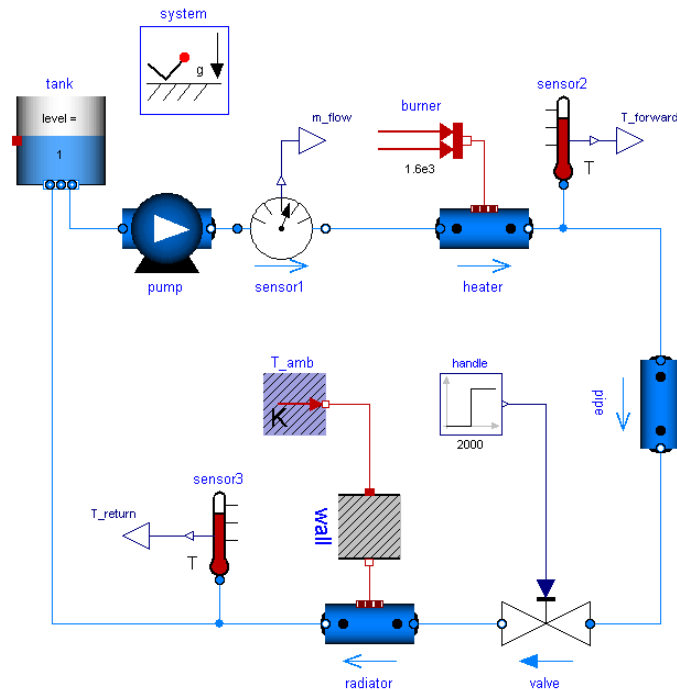 system
g
tank
level =
1
pump
m_flow
sensor1
burner
1.6e3
heater
sensor2
T_forward
T
pipe
T_amb
K
handle
2000
wall
sensor3
T_return
T
radiator
valve